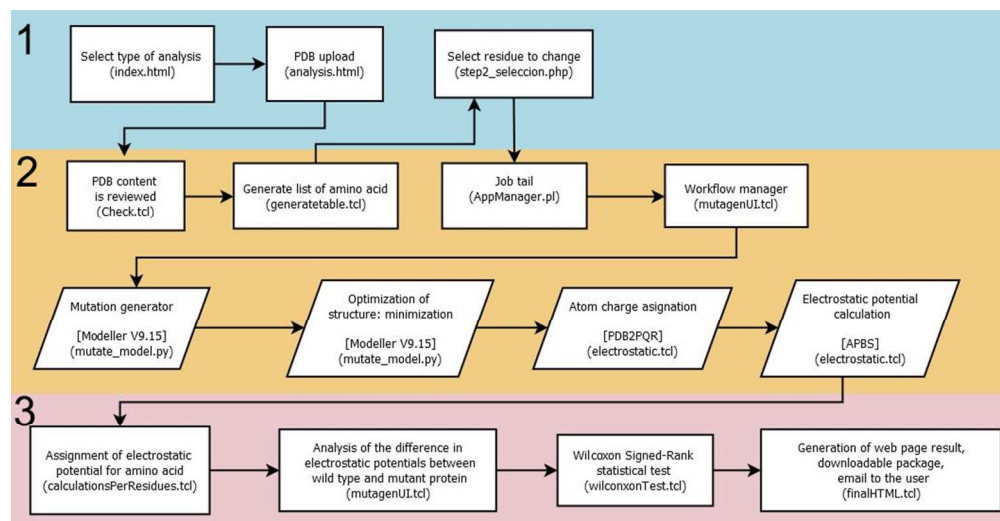 1
Select type of analysis
(index.html)
PDB upload
(analysis.html)
Select residue to change
(step2_seleccion.php)
2
PDB content
is reviewed
(Check.tcl)
Generate list of amino acid
(generatetable.tcl)
Job tail
(AppManager.pl)
Workflow manager
(mutagenUI.tcl)
Mutation generator
[Modeller V9.15]
(mutate_model.py)
Optimization of
structure: minimization
[Modeller V9.15]
(mutate_model.py)
Atom charge asignation
[PDB2PQR]
(electrostatic.tcl)
Electrostatic potential
calculation
[APBS]
(electrostatic.tcl)
3
Assignment of electrostatic
potential for amino acid
(calculationsPerResidues.tcl)
Analysis of the difference in
electrostatic potentials between
wild type and mutant protein
(mutagenUI.tcl)
Wilcoxon Signed-Rank
statistical test
(wilconxonTest.tcl)
Generation of web page result,
downloadable package,
email to the user
(finalHTML.tcl)